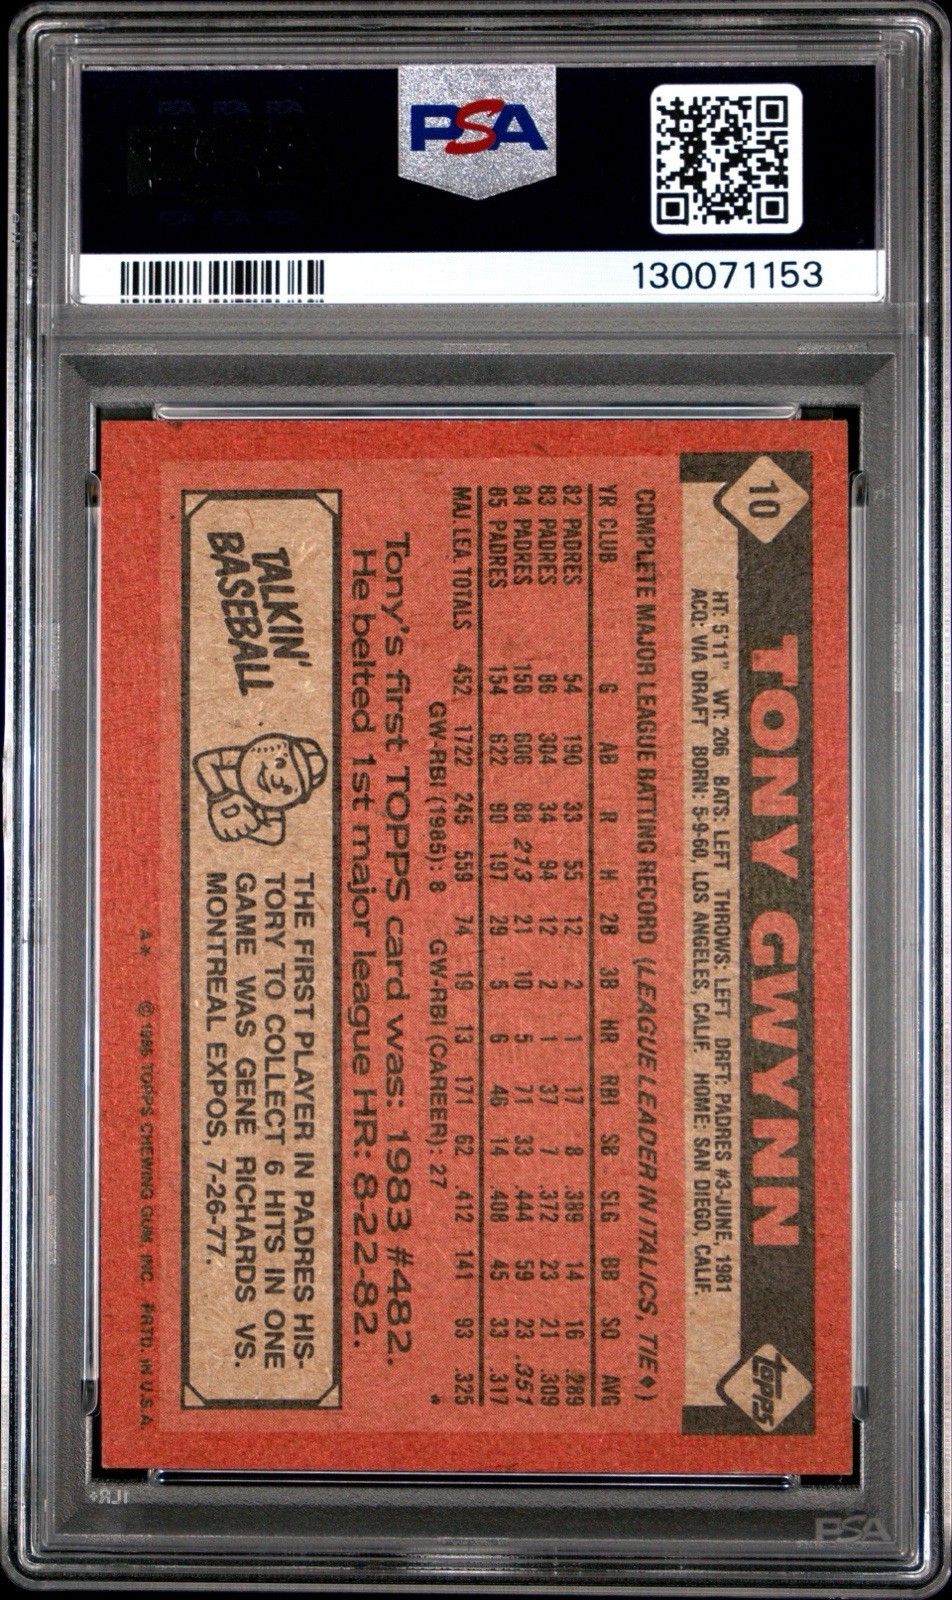 PSA PSA PSA
PSA
130071153
10
TONY GWYNN
topps
HT: 5'11" WT: 206 BATS: LEFT THROWS: LEFT DRFT: PADRES #3-JUNE, 1981
ACQ: VIA DRAFT BORN: 5-9-60, LOS ANGELES, CALIF. HOME: SAN DIEGO, CALIF.
COMPLETE MAJOR LEAGUE BATTING RECORD (LEAGUE LEADER IN ITALICS, TIE♦)
YR CLUB G AB R H 2B 3B HR RBI SB SLG BB SO AVG
82 PADRES 54 190 33 55 12 2 1 17 8 .389 14 16 .289
83 PADRES 86 304 34 94 12 2 1 37 7 .372 23 21 .309
84 PADRES 158 606 88 213 21 10 5 71 33 .444 59 23 .351
85 PADRES 154 622 90 197 29 5 6 46 14 .408 45 33 .317
MAJ. LEA. TOTALS 452 1722 245 559 74 19 13 171 62 .412 141 93 .325
GW-RBI (1985): 8 GW-RBI (CAREER): 27
Tony's first TOPPS card was: 1983 #482.
He belted 1st major league HR: 8-22-82.
TALKIN'
BASEBALL
THE FIRST PLAYER IN PADRES HIS-
TORY TO COLLECT 6 HITS IN ONE
GAME WAS GENE RICHARDS VS.
MONTREAL EXPOS, 7-26-77.
A* © 1986 TOPPS CHEWING GUM, INC. PRTD. IN U.S.A.
PSA